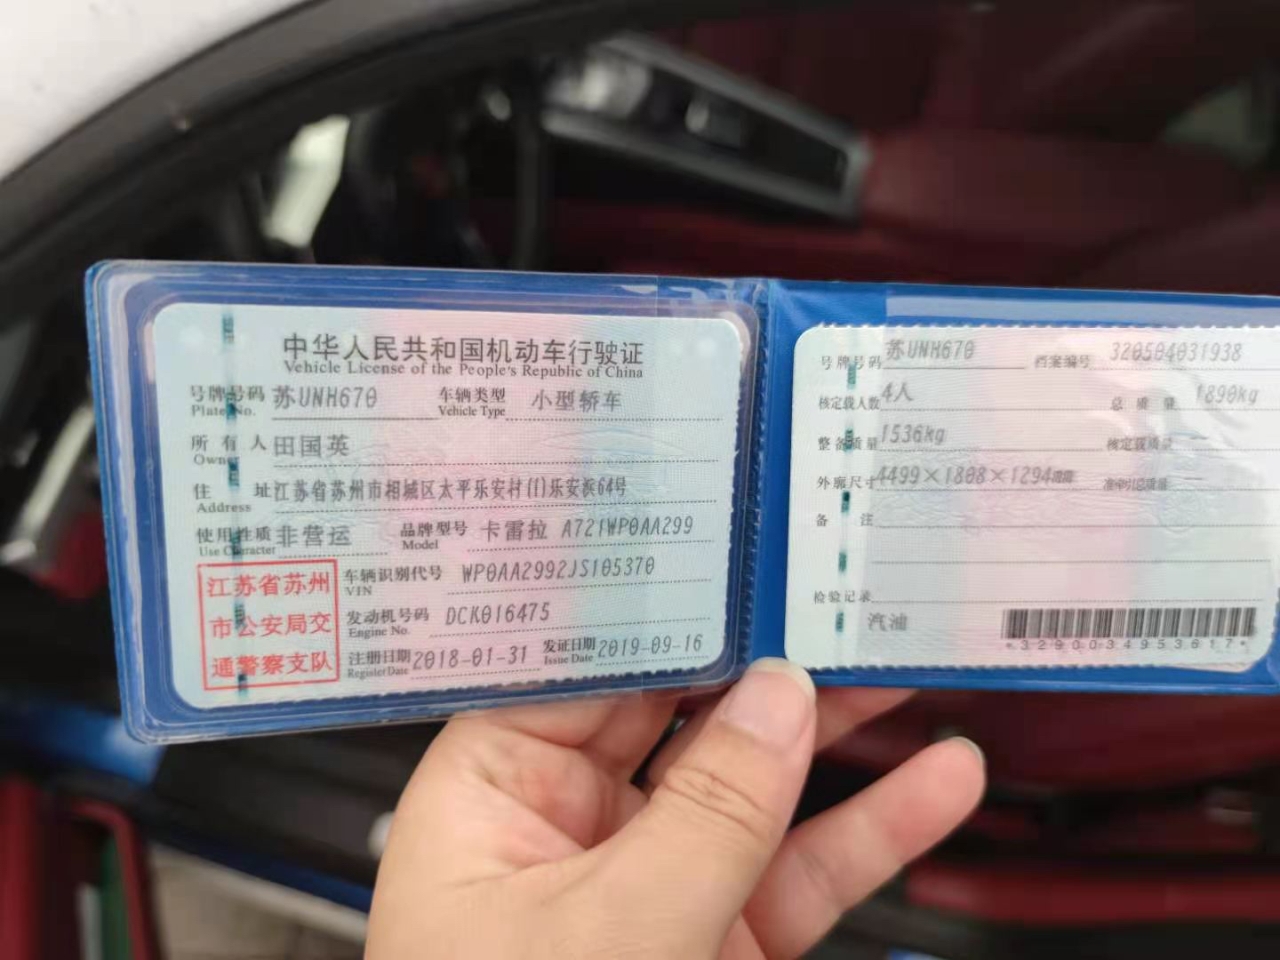 中华人民共和国机动车行驶证
Vehicle License of the People's Republic of China
号牌号码 苏UNH670 车辆类型 小型轿车
Plate No. Vehicle Type
所有人 田国英
Owner
住址 江苏省苏州市相城区太平乐安村(1)乐安浜64号
Address
使用性质 非营运 品牌型号 卡雷拉 A721WP0AA299
Use Character Model
江苏省苏州
市公安局交
通警察支队
车辆识别代号 WP0AA2992JS105370
VIN
发动机号码 DCK016475
Engine No.
注册日期 2018-01-31 发证日期 2019-09-16
Register Date Issue Date
号牌号码 苏UNH670 档案编号 320504031938
核定载人数 4人 总质量 1890kg
整备质量 1536kg 核定载质量 —
外廓尺寸 4499×1808×1294mm 准牵引总质量 —
备注
检验记录
汽油
*3290034953617*